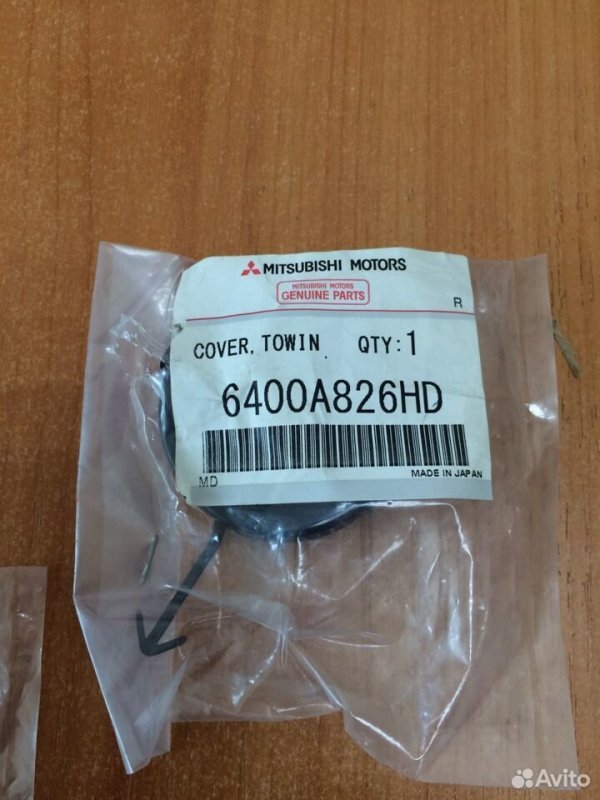 MITSUBISHI MOTORS
MITSUBISHI MOTORS
GENUINE PARTS
R
COVER, TOWIN. QTY:1
6400A826HD
MD MADE IN JAPAN
Avito